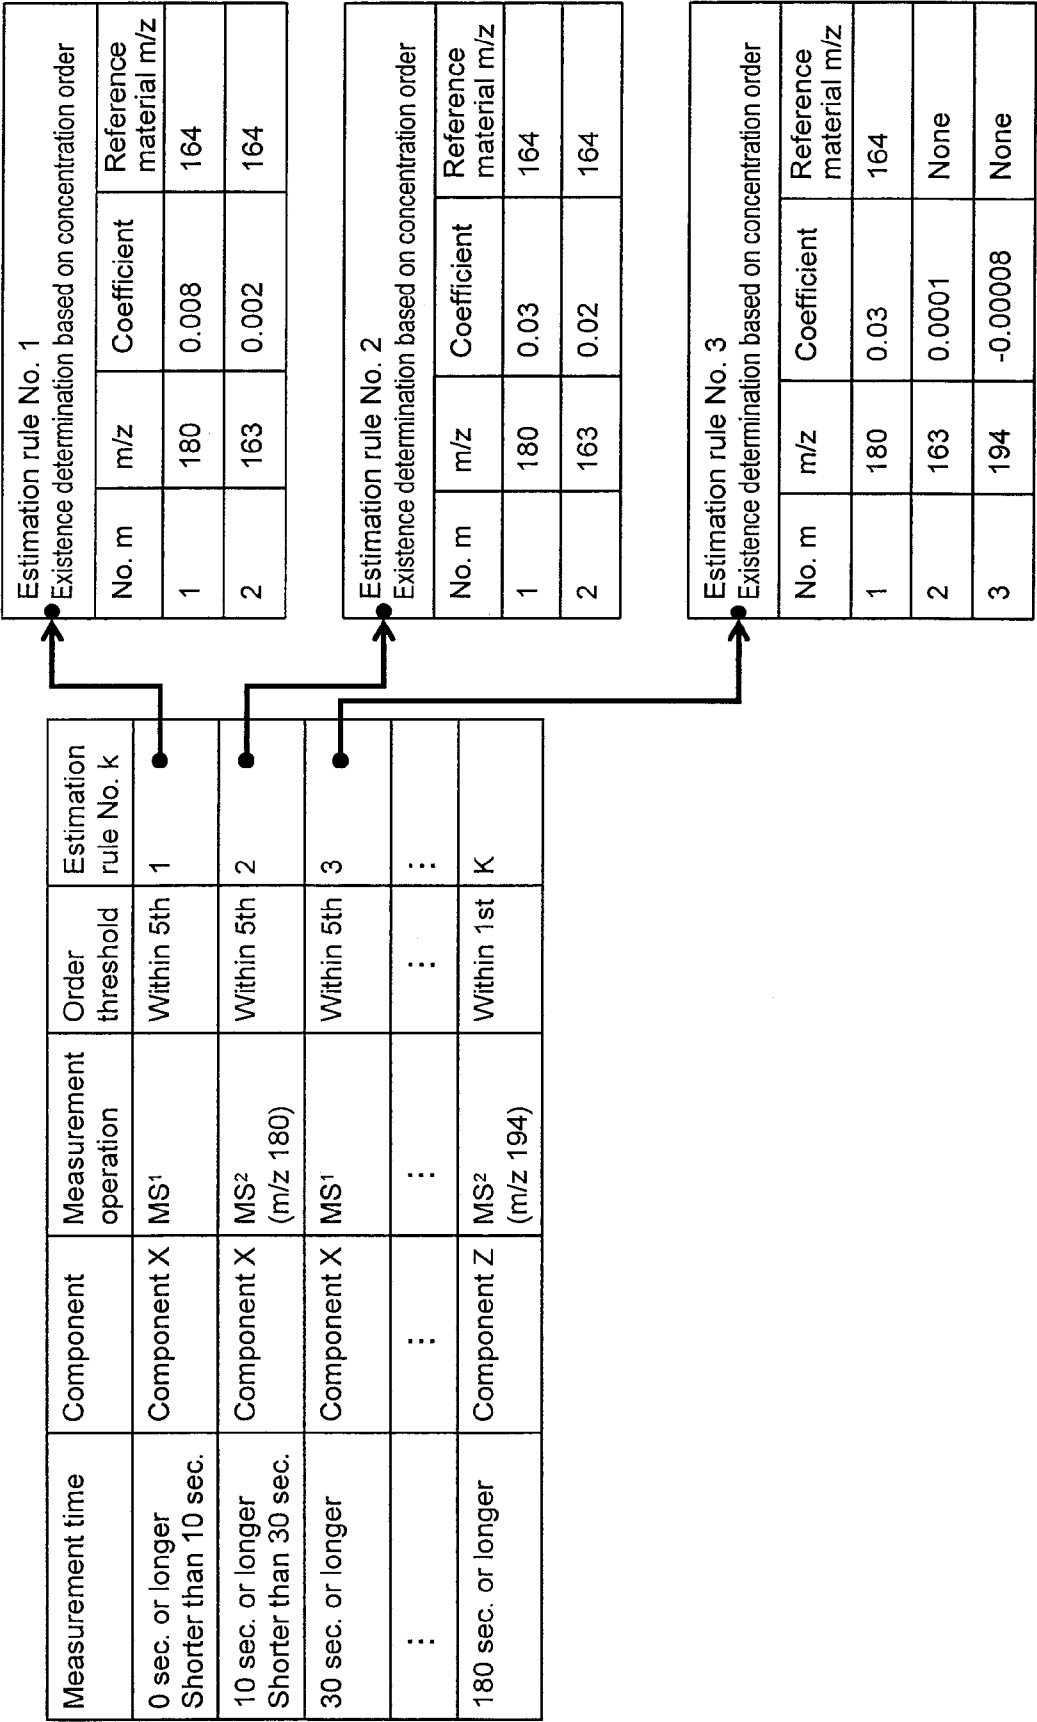 Measurement time
Component
Measurement
operation
Order
threshold
Estimation
rule No. k
0 sec. or longer
Shorter than 10 sec.
Component X
MS¹
Within 5th
1
10 sec. or longer
Shorter than 30 sec.
Component X
MS²
(m/z 180)
Within 5th
2
30 sec. or longer
Component X
MS¹
Within 5th
3
⋮
⋮
⋮
⋮
⋮
180 sec. or longer
Component Z
MS²
(m/z 194)
Within 1st
K
Estimation rule No. 1
Existence determination based on concentration order
No. m
m/z
Coefficient
Reference
material m/z
1
180
0.008
164
2
163
0.002
164
Estimation rule No. 2
Existence determination based on concentration order
No. m
m/z
Coefficient
Reference
material m/z
1
180
0.03
164
2
163
0.02
164
Estimation rule No. 3
Existence determination based on concentration order
No. m
m/z
Coefficient
Reference
material m/z
1
180
0.03
164
2
163
0.0001
None
3
194
-0.00008
None